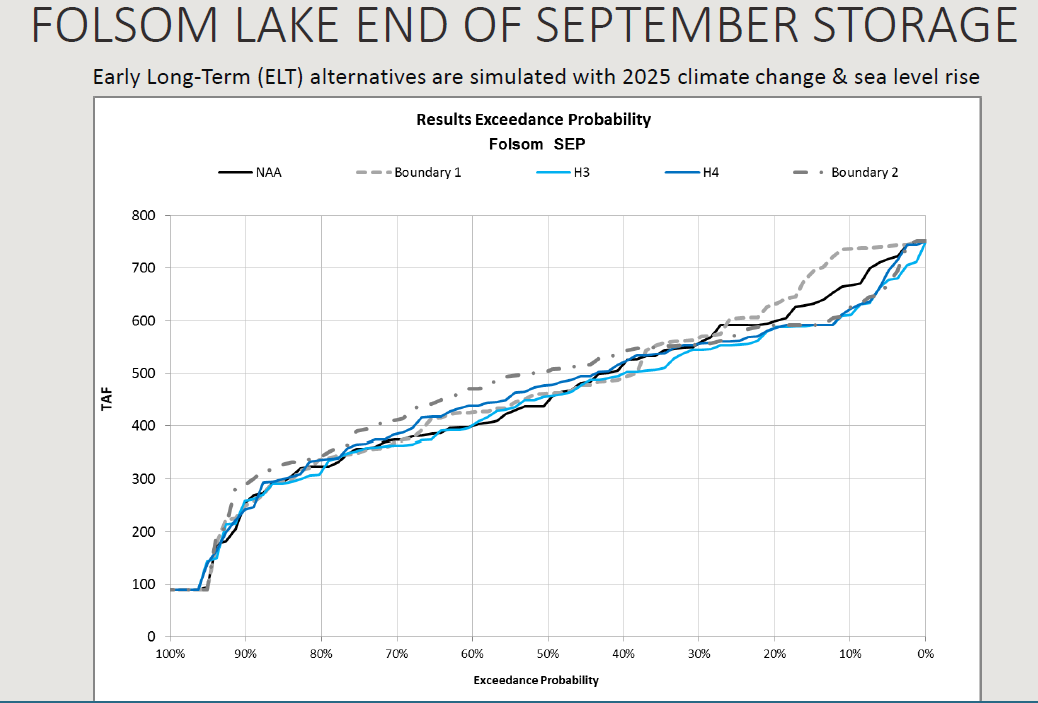 FOLSOM LAKE END OF SEPTEMBER STORAGE
Early Long-Term (ELT) alternatives are simulated with 2025 climate change & sea level rise
Results Exceedance Probability
Folsom SEP
NAA Boundary 1 H3 H4 Boundary 2
800
700
600
500
400
300
200
100
0
TAF
100% 90% 80% 70% 60% 50% 40% 30% 20% 10% 0%
Exceedance Probability